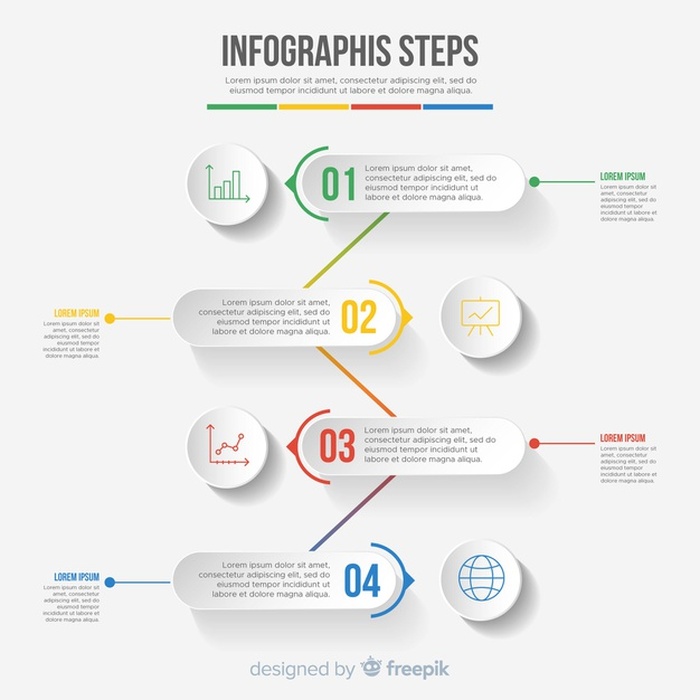 INFOGRAPHIS STEPS
Lorem ipsum dolor sit amet, consectetur adipiscing elit, sed do
eiusmod tempor incididunt ut labore et dolore magna aliqua.
01
Lorem ipsum dolor sit amet,
consectetur adipiscing elit, sed
do eiusmod tempor incididunt ut
labore et dolore magna aliqua.
LOREM IPSUM
Lorem ipsum dolor
sit amet,
consectetur
adipiscing elit, sed
do eiusmod tempor
incididunt ut labore
et dolore magna
aliqua.
Lorem ipsum dolor sit amet,
consectetur adipiscing elit, sed
do eiusmod tempor incididunt ut
labore et dolore magna aliqua.
02
LOREM IPSUM
Lorem ipsum dolor
sit amet,
consectetur
adipiscing elit, sed
do eiusmod tempor
incididunt ut labore
et dolore magna
aliqua.
03
Lorem ipsum dolor sit amet,
consectetur adipiscing elit, sed
do eiusmod tempor incididunt ut
labore et dolore magna aliqua.
LOREM IPSUM
Lorem ipsum dolor
sit amet,
consectetur
adipiscing elit, sed
do eiusmod tempor
incididunt ut labore
et dolore magna
aliqua.
Lorem ipsum dolor sit amet,
consectetur adipiscing elit, sed
do eiusmod tempor incididunt ut
labore et dolore magna aliqua.
04
LOREM IPSUM
Lorem ipsum dolor
sit amet,
consectetur
adipiscing elit, sed
do eiusmod tempor
incididunt ut labore
et dolore magna
aliqua.
designed by freepik